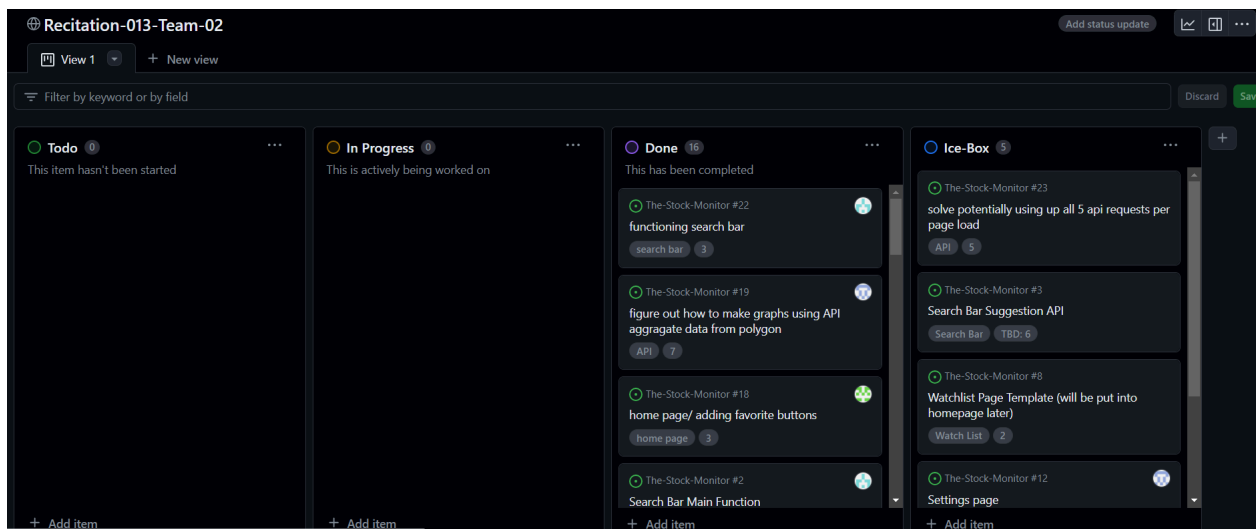 Recitation-013-Team-02
Add status update
View 1
New view
Filter by keyword or by field
Discard
Sav
Todo 0
This item hasn't been started
Add item
In Progress 0
This is actively being worked on
Add item
Done 16
This has been completed
The-Stock-Monitor #22
functioning search bar
search bar 3
The-Stock-Monitor #19
figure out how to make graphs using API
aggragate data from polygon
API 7
The-Stock-Monitor #18
home page/ adding favorite buttons
home page 3
The-Stock-Monitor #2
Search Bar Main Function
Add item
Ice-Box 5
The-Stock-Monitor #23
solve potentially using up all 5 api requests per
page load
API 5
The-Stock-Monitor #3
Search Bar Suggestion API
Search Bar TBD: 6
The-Stock-Monitor #8
Watchlist Page Template (will be put into
homepage later)
Watch List 2
The-Stock-Monitor #12
Settings page
Add item